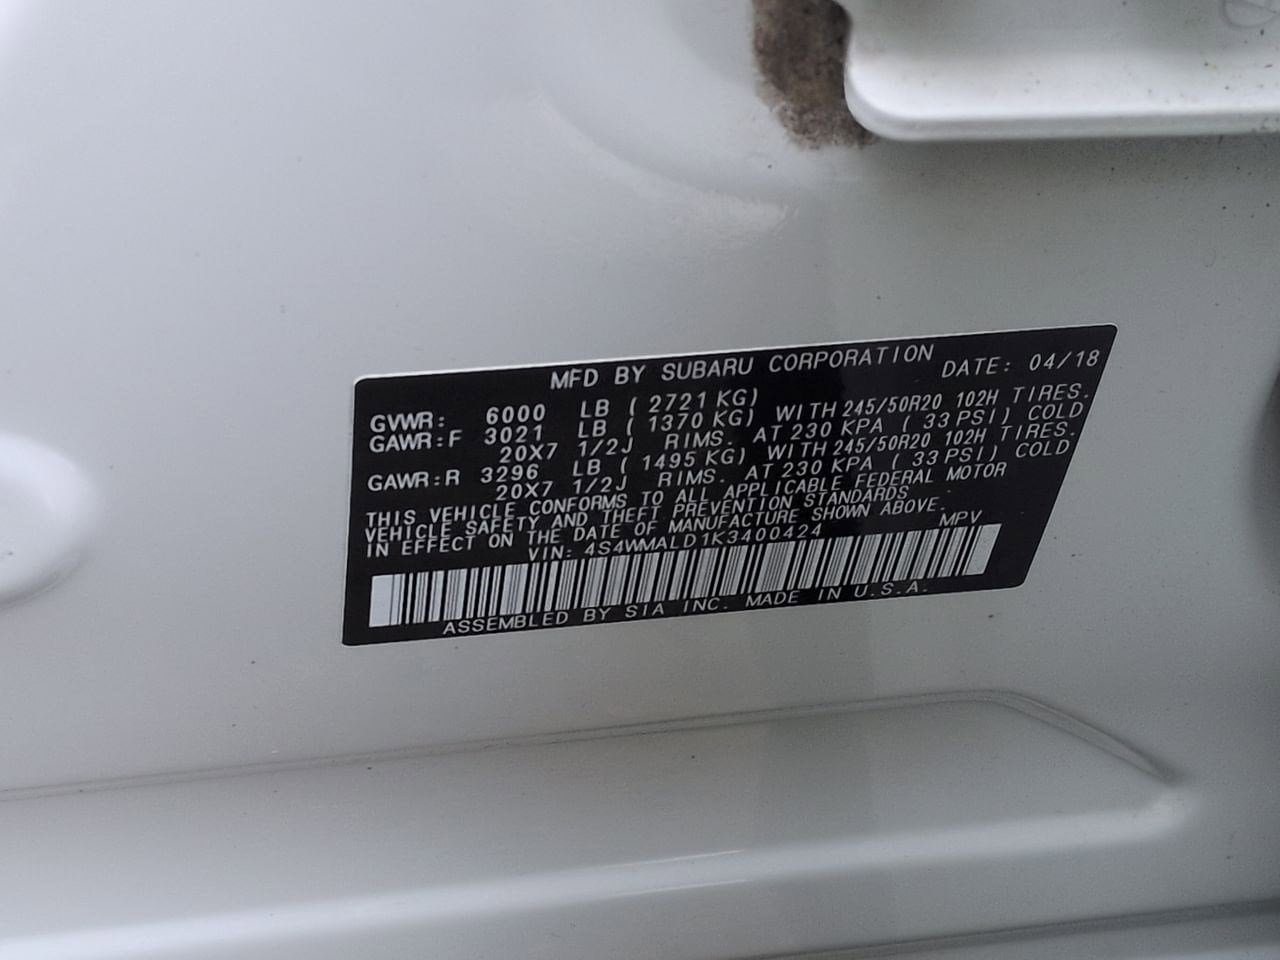 MFD BY SUBARU CORPORATION DATE: 04/18
GVWR: 6000 LB ( 2721 KG)
GAWR:F 3021 LB ( 1370 KG) WITH 245/50R20 102H TIRES.
20X7 1/2J RIMS. AT 230 KPA ( 33 PSI) COLD
GAWR:R 3296 LB ( 1495 KG) WITH 245/50R20 102H TIRES.
20X7 1/2J RIMS. AT 230 KPA ( 33 PSI) COLD
THIS VEHICLE CONFORMS TO ALL APPLICABLE FEDERAL MOTOR
VEHICLE SAFETY AND THEFT PREVENTION STANDARDS
IN EFFECT ON THE DATE OF MANUFACTURE SHOWN ABOVE.
VIN: 4S4WMALD1K3400424 MPV
ASSEMBLED BY SIA INC. MADE IN U.S.A.